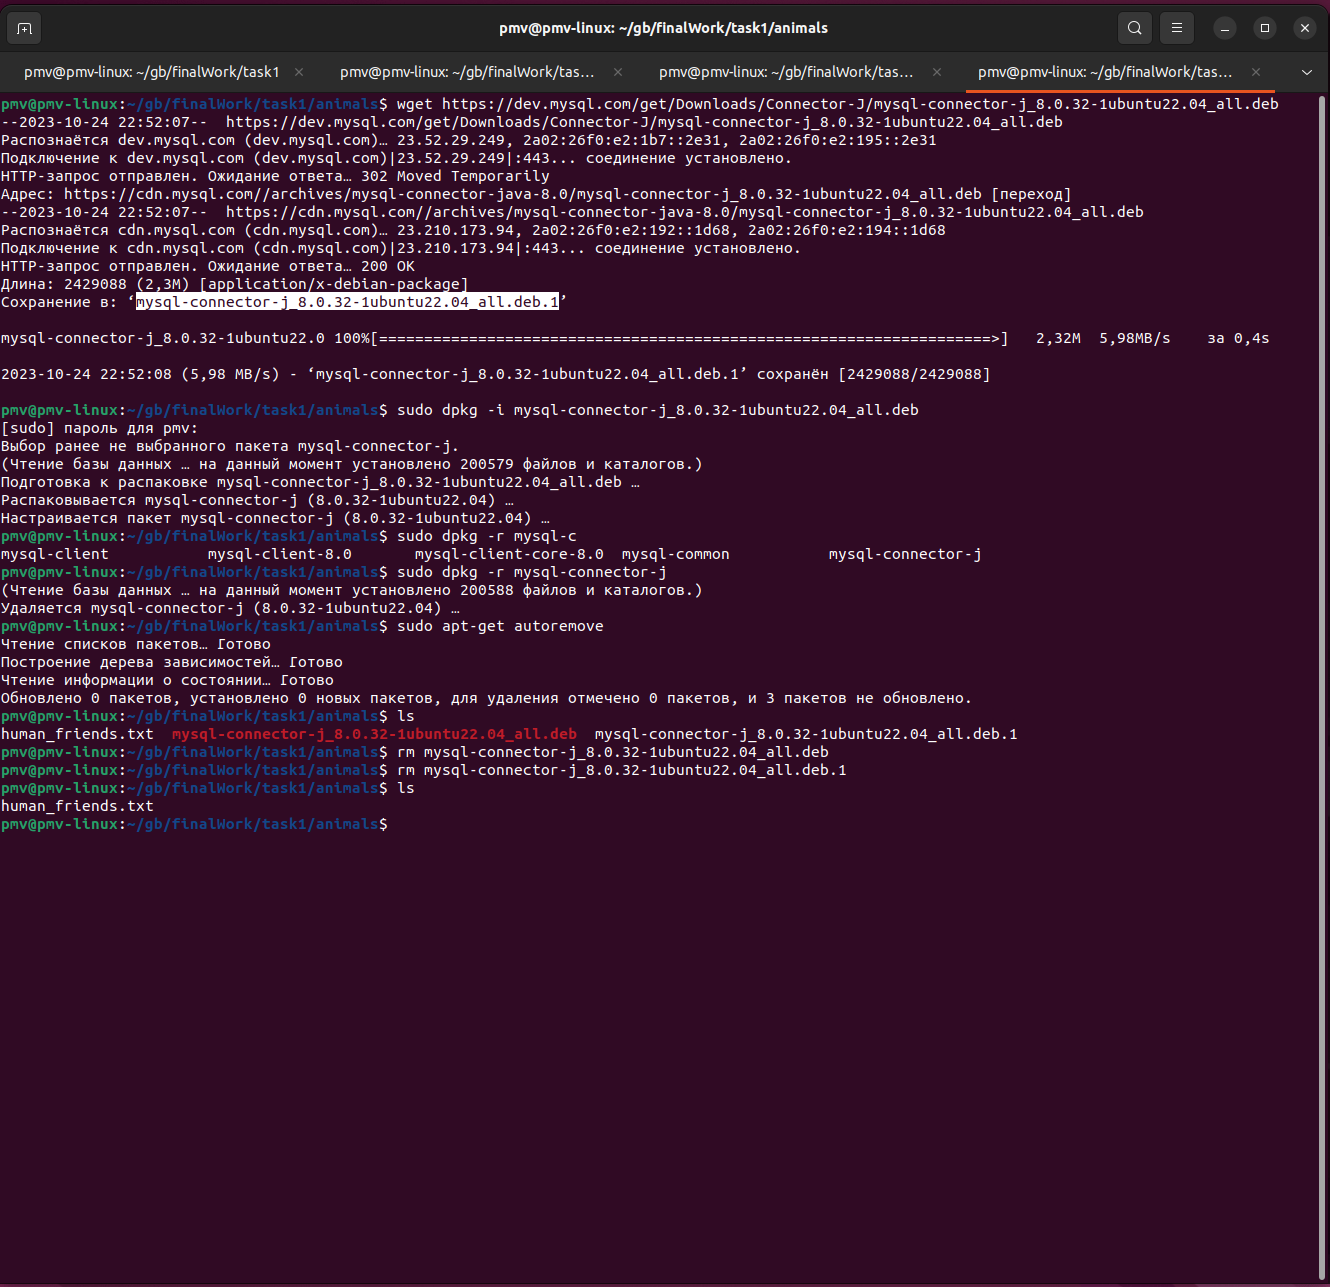 pmv@pmv-linux: ~/gb/finalWork/task1/animals
pmv@pmv-linux: ~/gb/finalWork/task1
pmv@pmv-linux: ~/gb/finalWork/tas…
pmv@pmv-linux: ~/gb/finalWork/tas…
pmv@pmv-linux: ~/gb/finalWork/tas…
pmv@pmv-linux:~/gb/finalWork/task1/animals$ wget https://dev.mysql.com/get/Downloads/Connector-J/mysql-connector-j_8.0.32-1ubuntu22.04_all.deb
--2023-10-24 22:52:07--  https://dev.mysql.com/get/Downloads/Connector-J/mysql-connector-j_8.0.32-1ubuntu22.04_all.deb
Распознаётся dev.mysql.com (dev.mysql.com)… 23.52.29.249, 2a02:26f0:e2:1b7::2e31, 2a02:26f0:e2:195::2e31
Подключение к dev.mysql.com (dev.mysql.com)|23.52.29.249|:443... соединение установлено.
HTTP-запрос отправлен. Ожидание ответа… 302 Moved Temporarily
Адрес: https://cdn.mysql.com//archives/mysql-connector-java-8.0/mysql-connector-j_8.0.32-1ubuntu22.04_all.deb [переход]
--2023-10-24 22:52:07--  https://cdn.mysql.com//archives/mysql-connector-java-8.0/mysql-connector-j_8.0.32-1ubuntu22.04_all.deb
Распознаётся cdn.mysql.com (cdn.mysql.com)… 23.210.173.94, 2a02:26f0:e2:192::1d68, 2a02:26f0:e2:194::1d68
Подключение к cdn.mysql.com (cdn.mysql.com)|23.210.173.94|:443... соединение установлено.
HTTP-запрос отправлен. Ожидание ответа… 200 OK
Длина: 2429088 (2,3M) [application/x-debian-package]
Сохранение в: ‘mysql-connector-j_8.0.32-1ubuntu22.04_all.deb.1’
mysql-connector-j_8.0.32-1ubuntu22.0 100%[====================================================================>]   2,32M  5,98MB/s    за 0,4s
2023-10-24 22:52:08 (5,98 MB/s) - ‘mysql-connector-j_8.0.32-1ubuntu22.04_all.deb.1’ сохранён [2429088/2429088]
pmv@pmv-linux:~/gb/finalWork/task1/animals$ sudo dpkg -i mysql-connector-j_8.0.32-1ubuntu22.04_all.deb
[sudo] пароль для pmv:
Выбор ранее не выбранного пакета mysql-connector-j.
(Чтение базы данных … на данный момент установлено 200579 файлов и каталогов.)
Подготовка к распаковке mysql-connector-j_8.0.32-1ubuntu22.04_all.deb …
Распаковывается mysql-connector-j (8.0.32-1ubuntu22.04) …
Настраивается пакет mysql-connector-j (8.0.32-1ubuntu22.04) …
pmv@pmv-linux:~/gb/finalWork/task1/animals$ sudo dpkg -r mysql-c
mysql-client           mysql-client-8.0       mysql-client-core-8.0  mysql-common           mysql-connector-j
pmv@pmv-linux:~/gb/finalWork/task1/animals$ sudo dpkg -r mysql-connector-j
(Чтение базы данных … на данный момент установлено 200588 файлов и каталогов.)
Удаляется mysql-connector-j (8.0.32-1ubuntu22.04) …
pmv@pmv-linux:~/gb/finalWork/task1/animals$ sudo apt-get autoremove
Чтение списков пакетов… Готово
Построение дерева зависимостей… Готово
Чтение информации о состоянии… Готово
Обновлено 0 пакетов, установлено 0 новых пакетов, для удаления отмечено 0 пакетов, и 3 пакетов не обновлено.
pmv@pmv-linux:~/gb/finalWork/task1/animals$ ls
human_friends.txt  mysql-connector-j_8.0.32-1ubuntu22.04_all.deb  mysql-connector-j_8.0.32-1ubuntu22.04_all.deb.1
pmv@pmv-linux:~/gb/finalWork/task1/animals$ rm mysql-connector-j_8.0.32-1ubuntu22.04_all.deb
pmv@pmv-linux:~/gb/finalWork/task1/animals$ rm mysql-connector-j_8.0.32-1ubuntu22.04_all.deb.1
pmv@pmv-linux:~/gb/finalWork/task1/animals$ ls
human_friends.txt
pmv@pmv-linux:~/gb/finalWork/task1/animals$